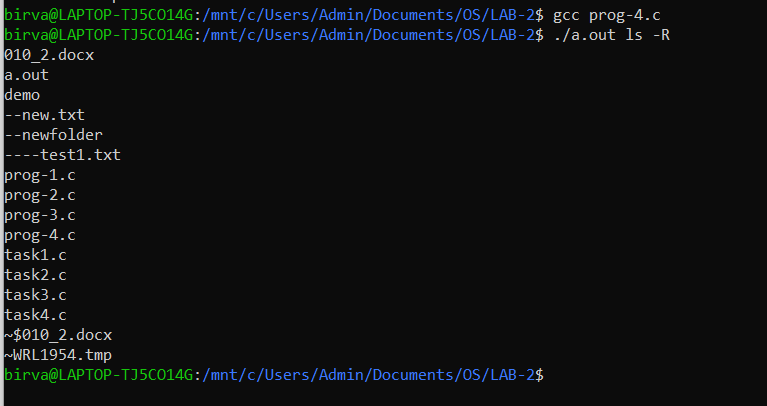 birva@LAPTOP-TJ5CO14G:/mnt/c/Users/Admin/Documents/OS/LAB-2$ gcc prog-4.c
birva@LAPTOP-TJ5CO14G:/mnt/c/Users/Admin/Documents/OS/LAB-2$ ./a.out ls -R
010_2.docx
a.out
demo
--new.txt
--newfolder
----test1.txt
prog-1.c
prog-2.c
prog-3.c
prog-4.c
task1.c
task2.c
task3.c
task4.c
~$010_2.docx
~WRL1954.tmp
birva@LAPTOP-TJ5CO14G:/mnt/c/Users/Admin/Documents/OS/LAB-2$